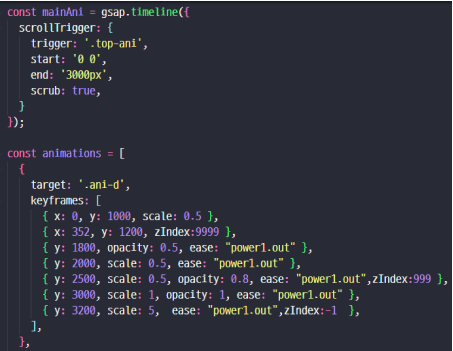 const mainAni = gsap.timeline({
  scrollTrigger: {
    trigger: '.top-ani',
    start: '0 0',
    end: '3000px',
    scrub: true,
  }
});
const animations = [
  {
    target: '.ani-d',
    keyframes: [
      { x: 0, y: 1000, scale: 0.5 },
      { x: 352, y: 1200, zIndex:9999 },
      { y: 1800, opacity: 0.5, ease: "power1.out" },
      { y: 2000, scale: 0.5, ease: "power1.out" },
      { y: 2500, scale: 0.5, opacity: 0.8, ease: "power1.out",zIndex:999 },
      { y: 3000, scale: 1, opacity: 1, ease: "power1.out" },
      { y: 3200, scale: 5,  ease: "power1.out",zIndex:-1  },
    ],
  },